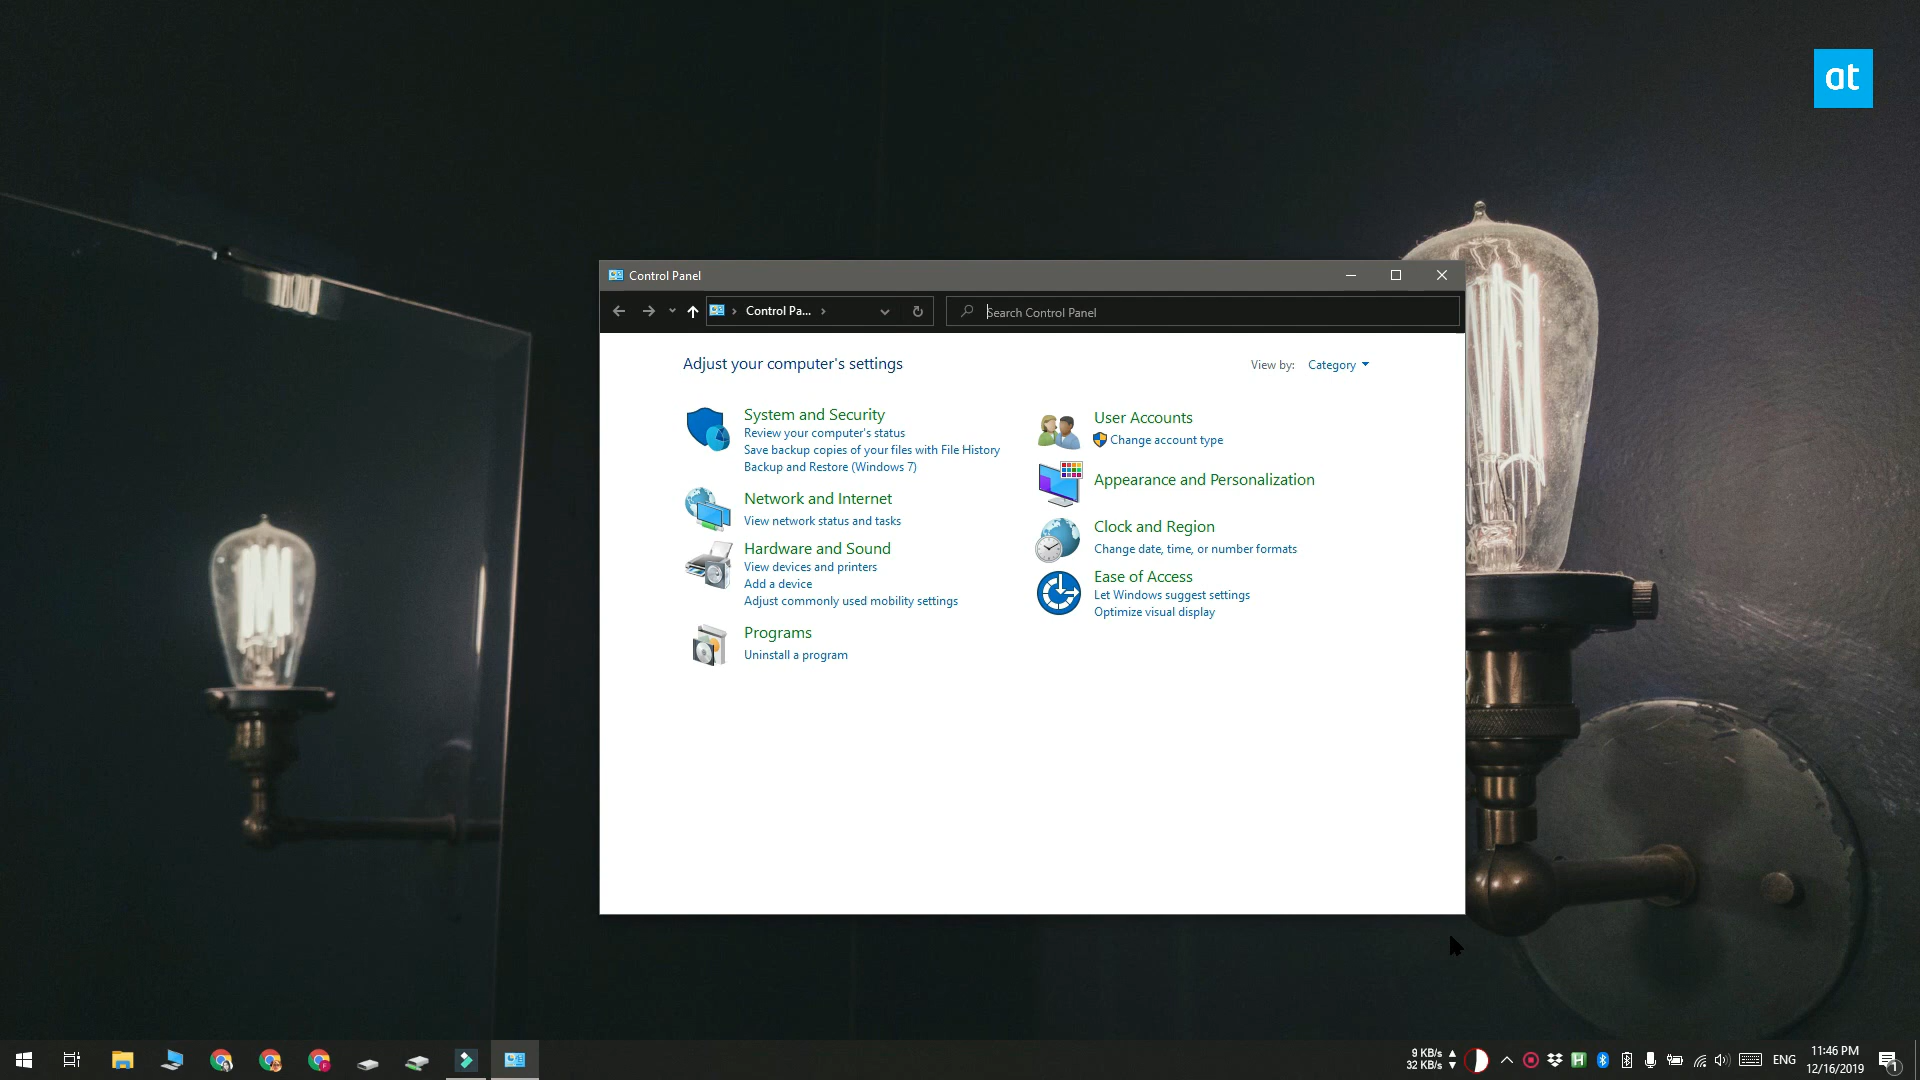 at
Control Panel
Control Pa...
Search Control Panel
Adjust your computer's settings
View by: Category
System and Security
Review your computer's status
Save backup copies of your files with File History
Backup and Restore (Windows 7)
Network and Internet
View network status and tasks
Hardware and Sound
View devices and printers
Add a device
Adjust commonly used mobility settings
Programs
Uninstall a program
User Accounts
Change account type
Appearance and Personalization
Clock and Region
Change date, time, or number formats
Ease of Access
Let Windows suggest settings
Optimize visual display
9 KB/s
32 KB/s
H
ENG
11:46 PM
12/16/2019
1